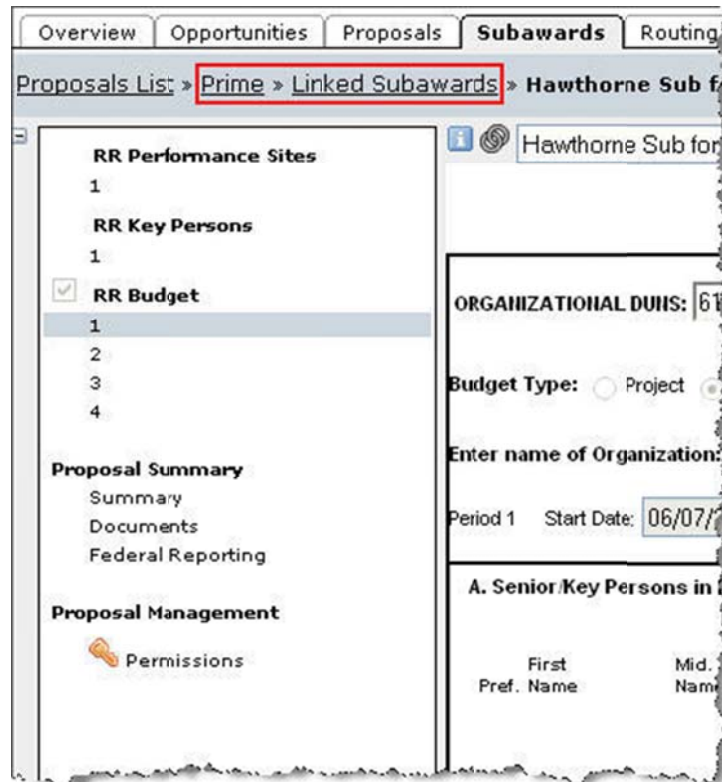 Overview Opportunities Proposals Subawards Routing
Proposals List » Prime » Linked Subawards » Hawthorne Sub
RR Performance Sites
1
RR Key Persons
1
RR Budget
1
2
3
4
Proposal Summary
Summary
Documents
Federal Reporting
Proposal Management
Permissions
Hawthorne Sub for
ORGANIZATIONAL DUNS: 61
Budget Type: Project
Enter name of Organization:
Period 1 Start Date: 06/07/
A. Senior/Key Persons in
First Mid.
Pref. Name Nam